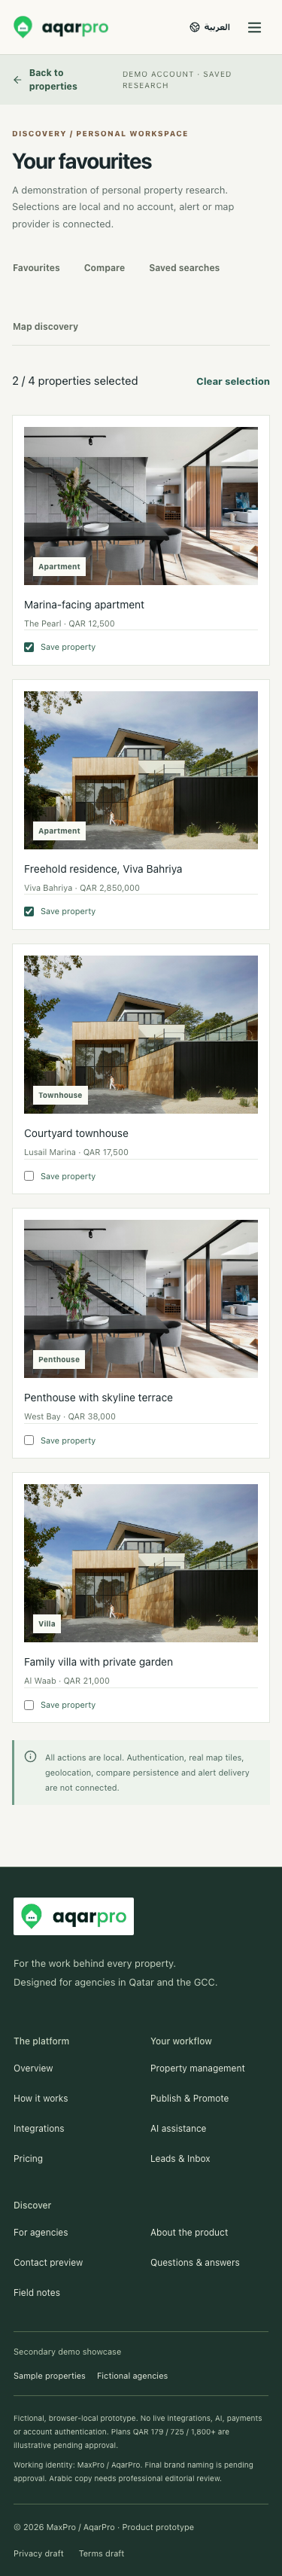 aqarpro
العربية
Back to
properties
DEMO ACCOUNT · SAVED
RESEARCH
DISCOVERY / PERSONAL WORKSPACE
Your favourites
A demonstration of personal property research.
Selections are local and no account, alert or map
provider is connected.
Favourites Compare Saved searches
Map discovery
2 / 4 properties selected Clear selection
Apartment
Marina-facing apartment
The Pearl · QAR 12,500
Save property
Apartment
Freehold residence, Viva Bahriya
Viva Bahriya · QAR 2,850,000
Save property
Townhouse
Courtyard townhouse
Lusail Marina · QAR 17,500
Save property
Penthouse
Penthouse with skyline terrace
West Bay · QAR 38,000
Save property
Villa
Family villa with private garden
Al Waab · QAR 21,000
Save property
All actions are local. Authentication, real map tiles,
geolocation, compare persistence and alert delivery
are not connected.
aqarpro
For the work behind every property.
Designed for agencies in Qatar and the GCC.
The platform Your workflow
Overview Property management
How it works Publish & Promote
Integrations AI assistance
Pricing Leads & Inbox
Discover
For agencies About the product
Contact preview Questions & answers
Field notes
Secondary demo showcase
Sample properties Fictional agencies
Fictional, browser-local prototype. No live integrations, AI, payments
or account authentication. Plans QAR 179 / 725 / 1,800+ are
illustrative pending approval.
Working identity: MaxPro / AqarPro. Final brand naming is pending
approval. Arabic copy needs professional editorial review.
© 2026 MaxPro / AqarPro · Product prototype
Privacy draft Terms draft